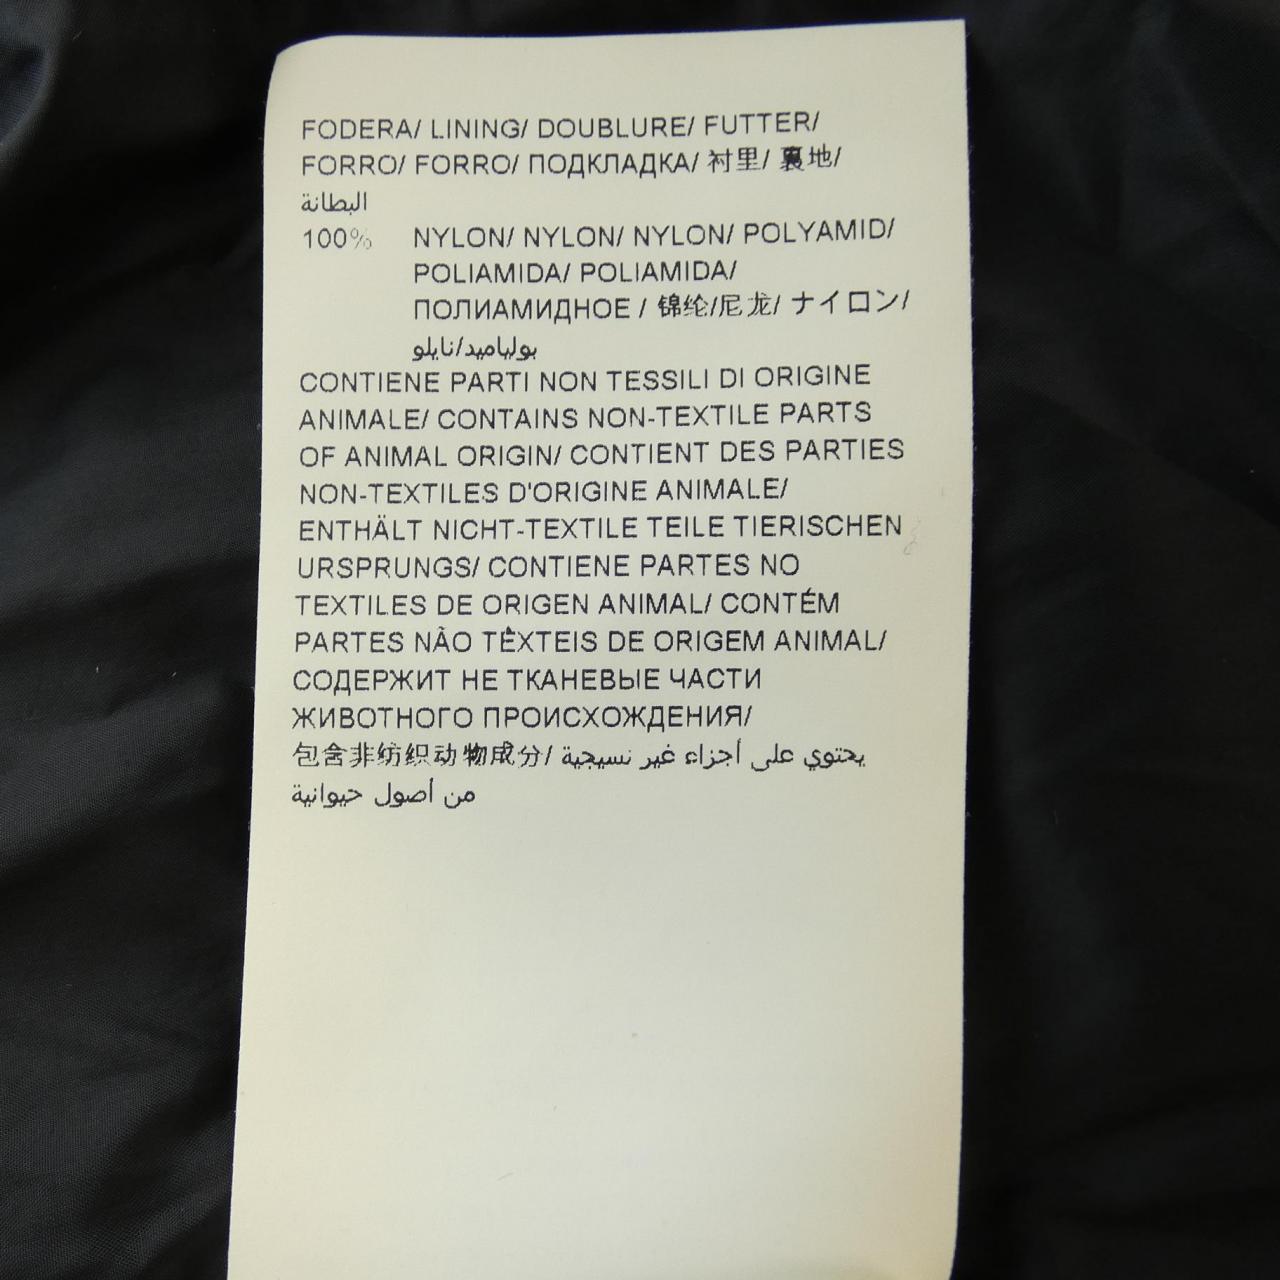 FODERA/ LINING/ DOUBLURE/ FUTTER/
FORRO/ FORRO/ ПОДКЛАДКА/ 衬里/ 裏地/
البطانة
100% NYLON/ NYLON/ NYLON/ POLYAMID/
POLIAMIDA/ POLIAMIDA/
ПОЛИАМИДНОЕ / 锦纶/尼龙/ ナイロン/
بولياميد/نايلو
CONTIENE PARTI NON TESSILI DI ORIGINE
ANIMALE/ CONTAINS NON-TEXTILE PARTS
OF ANIMAL ORIGIN/ CONTIENT DES PARTIES
NON-TEXTILES D'ORIGINE ANIMALE/
ENTHÄLT NICHT-TEXTILE TEILE TIERISCHEN
URSPRUNGS/ CONTIENE PARTES NO
TEXTILES DE ORIGEN ANIMAL/ CONTÉM
PARTES NÃO TÊXTEIS DE ORIGEM ANIMAL/
СОДЕРЖИТ НЕ ТКАНЕВЫЕ ЧАСТИ
ЖИВОТНОГО ПРОИСХОЖДЕНИЯ/
包含非纺织动物成分/ يحتوي على أجزاء غير نسيجية
من أصول حيوانية